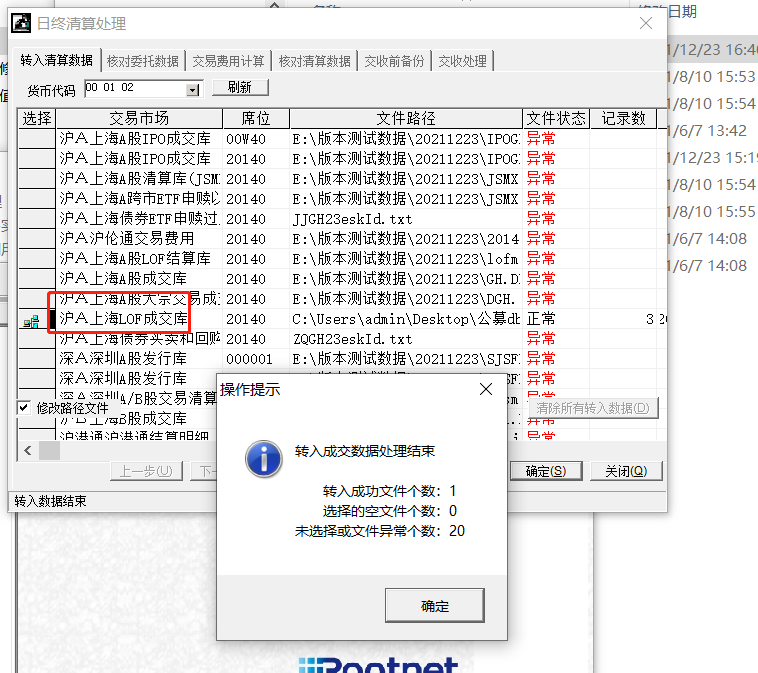 日终清算处理
修改日期
转入清算数据 核对委托数据 交易费用计算 核对清算数据 交收前备份 交收处理
货币代码 00 01 02 刷新
选择 交易市场 席位 文件路径 文件状态 记录数
沪A上海A股IPO成交库 00W40 E:\版本测试数据\20211223\IPOG 异常
沪A上海A股IPO成交库 20140 E:\版本测试数据\20211223\IPOG 异常
沪A上海A股清算库(JSM 20140 E:\版本测试数据\20211223\JSMX 异常
沪A上海A跨市ETF申赎以 20140 E:\版本测试数据\20211223\JSMX 异常
沪A上海债券ETF申赎过 20140 JJGH23eskId.txt 异常
沪A沪伦通交易费用 20140 E:\版本测试数据\20211223\2014 异常
沪A上海A股LOF结算库 20140 E:\版本测试数据\20211223\lofm 异常
沪A上海A股成交库 20140 E:\版本测试数据\20211223\GH.D 异常
沪A上海A股大宗交易成 20140 E:\版本测试数据\20211223\DGH. 异常
沪A上海LOF成交库 20140 C:\Users\admin\Desktop\公募db 正常 3 20
沪A上海债券买卖和回购 20140 ZQGH23eskId.txt 异常
深A深圳A股发行库 000001 E:\版本测试数据\20211223\SJSF 异常
深A深圳A股发行库 异常
深A深圳A/B股交易清算 sm 异常
深A深圳B股成交库
沪港通沪港通结算明细 异常
修改路径文件
清除所有转入数据(D)
上一步(U) 下一 确定(S) 关闭(Q)
转入数据结束
操作提示
转入成交数据处理结束
转入成功文件个数: 1
选择的空文件个数: 0
未选择或文件异常个数: 20
确定
1/12/23 16:4
1/8/10 15:53
1/8/10 15:54
1/6/7 13:42
1/12/23 15:1
1/8/10 15:54
1/8/10 15:55
1/6/7 14:08
1/6/7 14:08
Rootnet